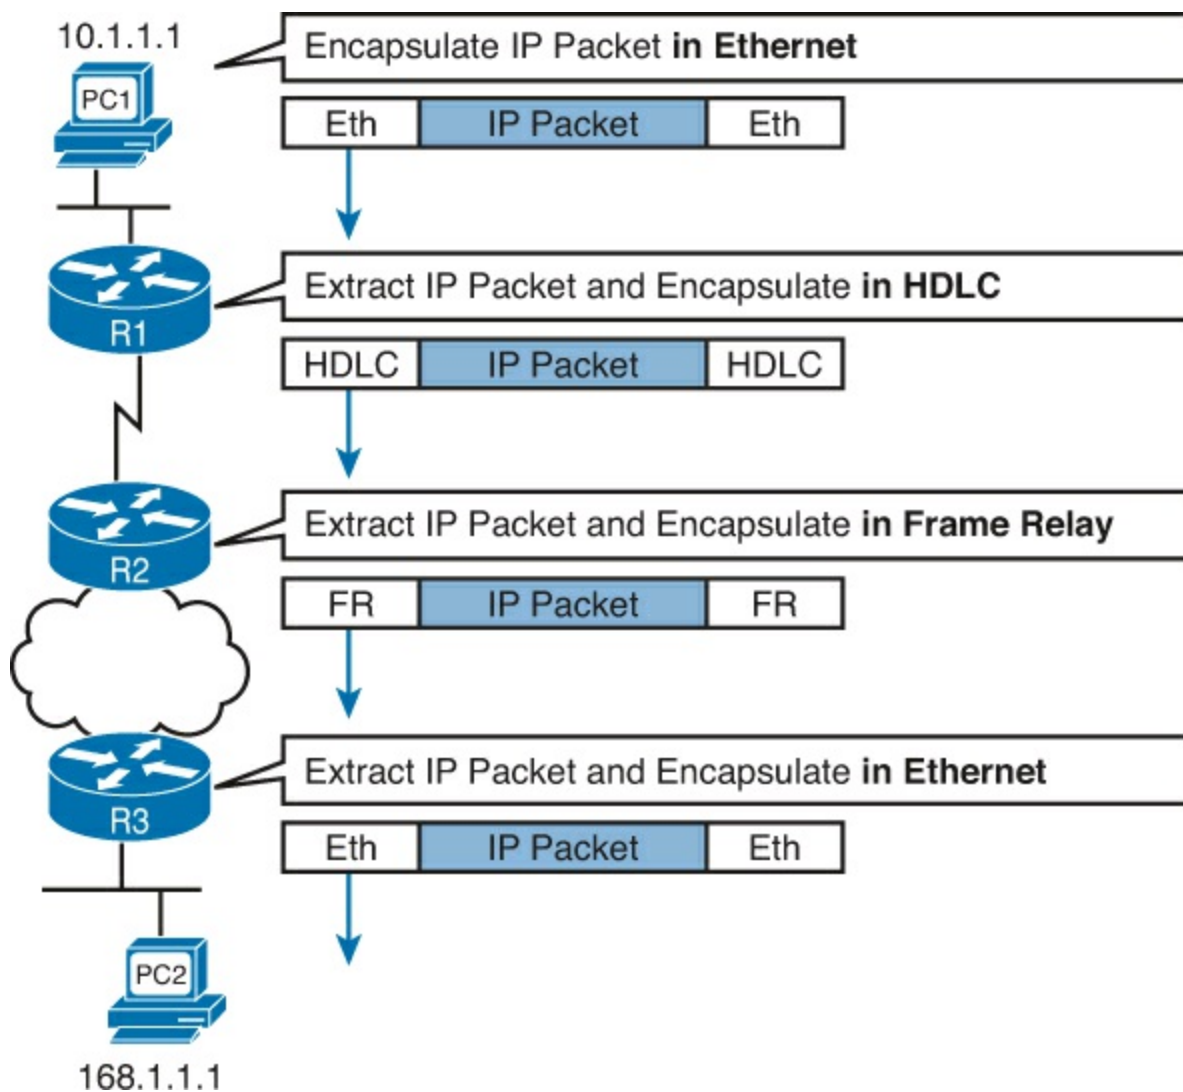 10.1.1.1
Encapsulate IP Packet in Ethernet
PC1
Eth IP Packet Eth
Extract IP Packet and Encapsulate in HDLC
R1
HDLC IP Packet HDLC
Extract IP Packet and Encapsulate in Frame Relay
R2
FR IP Packet FR
Extract IP Packet and Encapsulate in Ethernet
R3
Eth IP Packet Eth
PC2
168.1.1.1